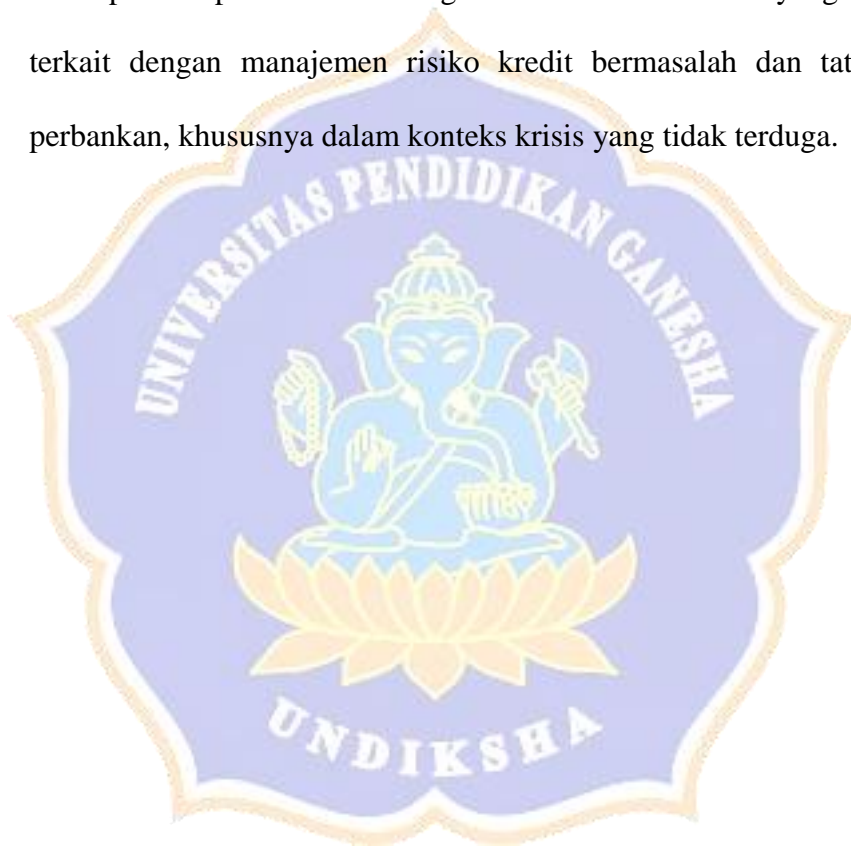 terkait dengan manajemen risiko kredit bermasalah dan tat
perbankan, khususnya dalam konteks krisis yang tidak terduga.
UNIVERSITAS PENDIDIKAN GANESHA
UNDIKSHA